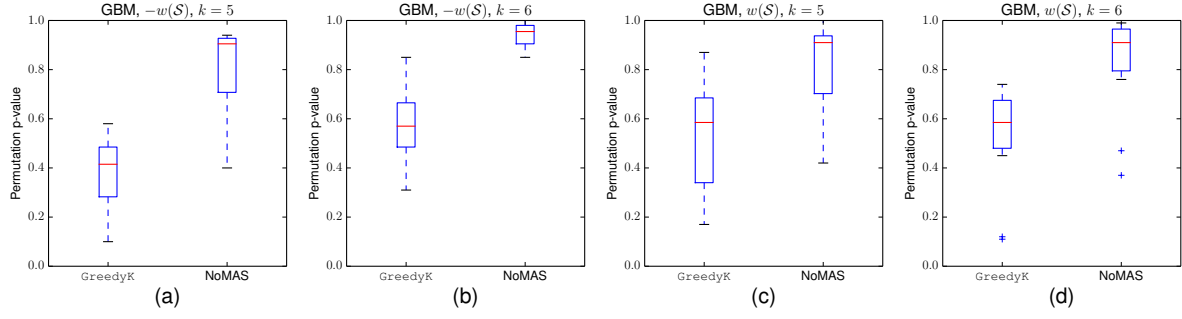 GBM, −w(𝒮), k = 5
Permutation p-value
1.0
0.8
0.6
0.4
0.2
0.0
GreedyK
NoMAS
(a)
GBM, −w(𝒮), k = 6
Permutation p-value
1.0
0.8
0.6
0.4
0.2
0.0
GreedyK
NoMAS
(b)
GBM, w(𝒮), k = 5
Permutation p-value
1.0
0.8
0.6
0.4
0.2
0.0
GreedyK
NoMAS
(c)
GBM, w(𝒮), k = 6
Permutation p-value
1.0
0.8
0.6
0.4
0.2
0.0
GreedyK
NoMAS
(d)